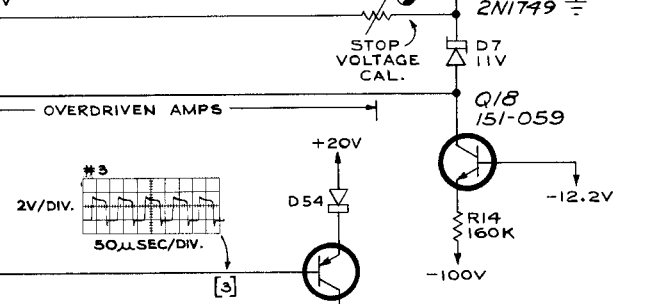 2N1749
STOP
VOLTAGE
CAL.
D7
11V
OVERDRIVEN AMPS
Q18
151-059
+20V
#3
2V/DIV.
50µSEC/DIV.
D54
-12.2V
R14
160K
-100V
[3]